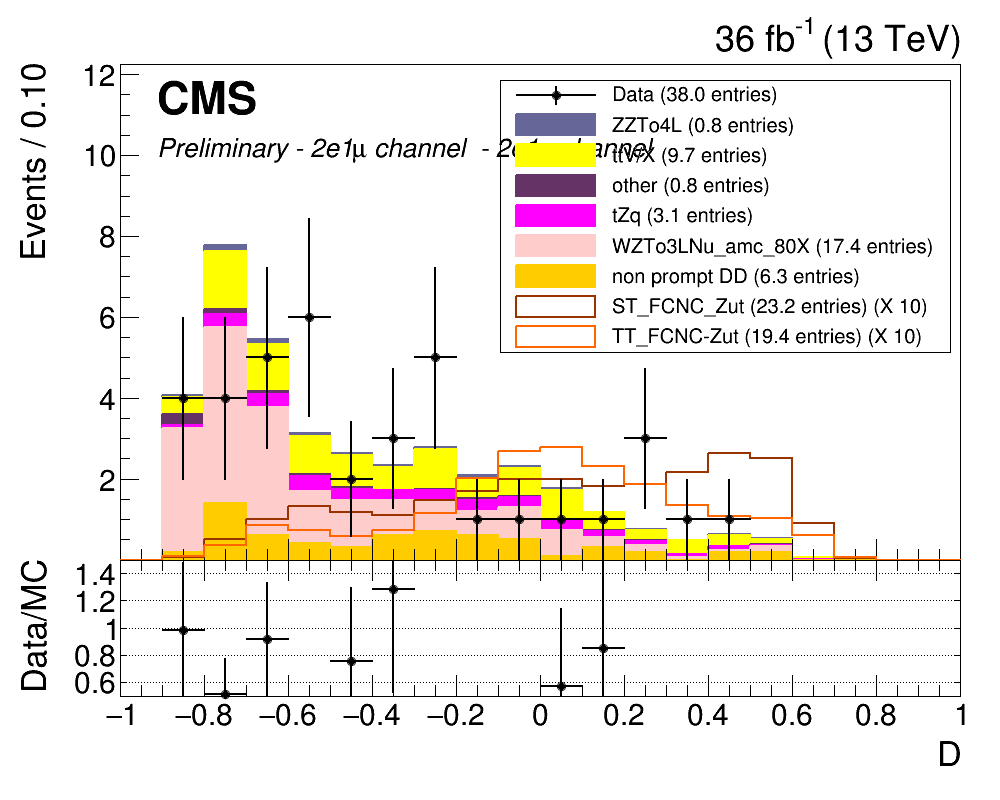 36 fb-1 (13 TeV)
Events / 0.10
12
10
8
6
4
2
CMS
Preliminary - 2e1μ channel - 2e1μ channel
Data (38.0 entries)
ZZTo4L (0.8 entries)
ttV/X (9.7 entries)
other (0.8 entries)
tZq (3.1 entries)
WZTo3LNu_amc_80X (17.4 entries)
non prompt DD (6.3 entries)
ST_FCNC_Zut (23.2 entries) (X 10)
TT_FCNC-Zut (19.4 entries) (X 10)
Data/MC
1.4
1.2
1
0.8
0.6
−1 −0.8 −0.6 −0.4 −0.2 0 0.2 0.4 0.6 0.8 1
D